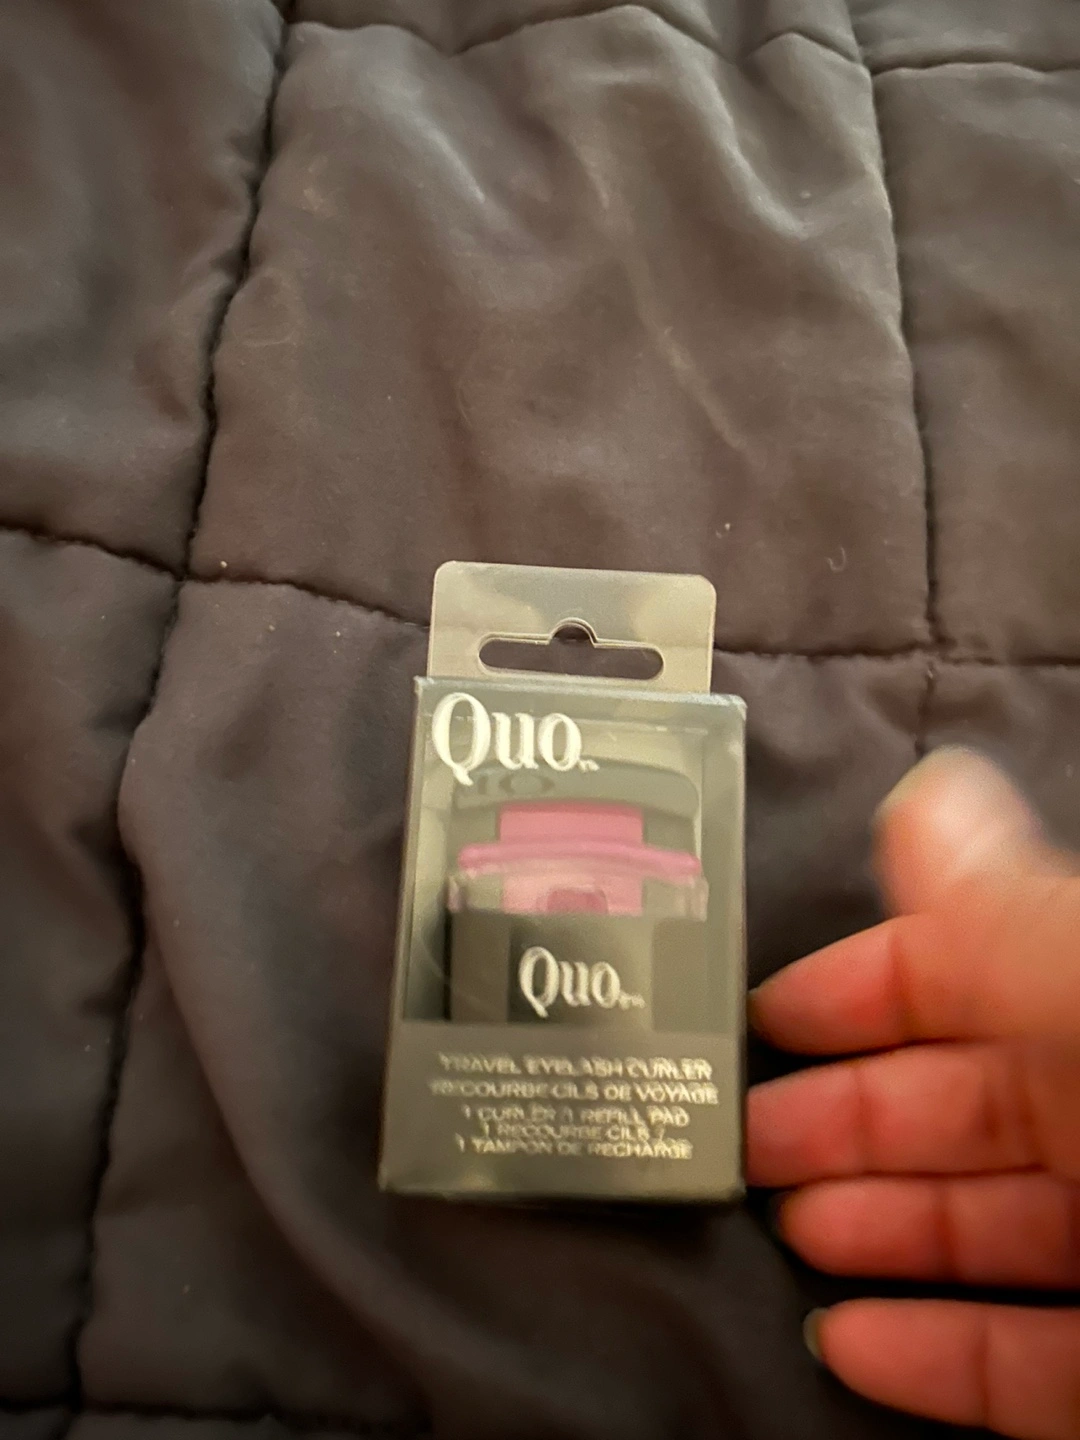 Quo
Quo
TRAVEL EYELASH CURLER
RECOURBE-CILS DE VOYAGE
1 CURLER / 1 REFILL PAD
1 RECOURBE-CILS /
1 TAMPON DE RECHARGE